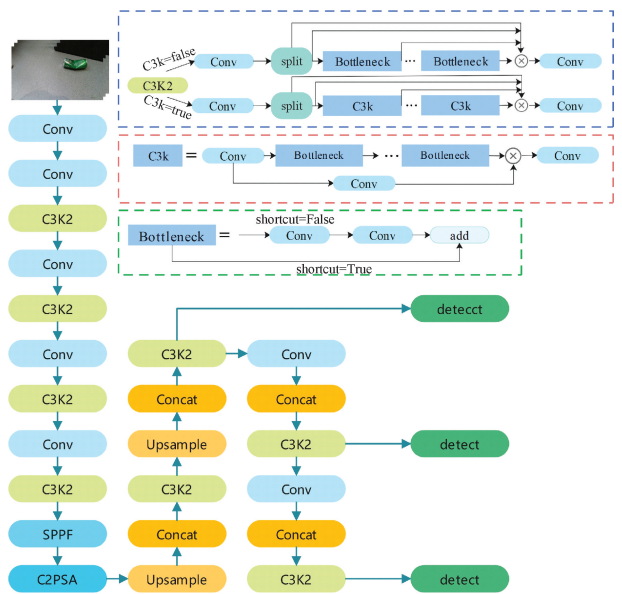 C3k=false
Conv
split
Bottleneck
...
Bottleneck
Conv
C3K2
C3k=true
Conv
split
C3k
...
C3k
Conv
C3k
=
Conv
Bottleneck
...
Bottleneck
Conv
Conv
shortcut=False
Bottleneck
=
Conv
Conv
add
shortcut=True
Conv
Conv
C3K2
Conv
C3K2
Conv
C3K2
Conv
C3K2
SPPF
C2PSA
C3K2
Concat
Upsample
C3K2
Concat
Upsample
Conv
Concat
C3K2
Conv
Concat
C3K2
detecct
detect
detect